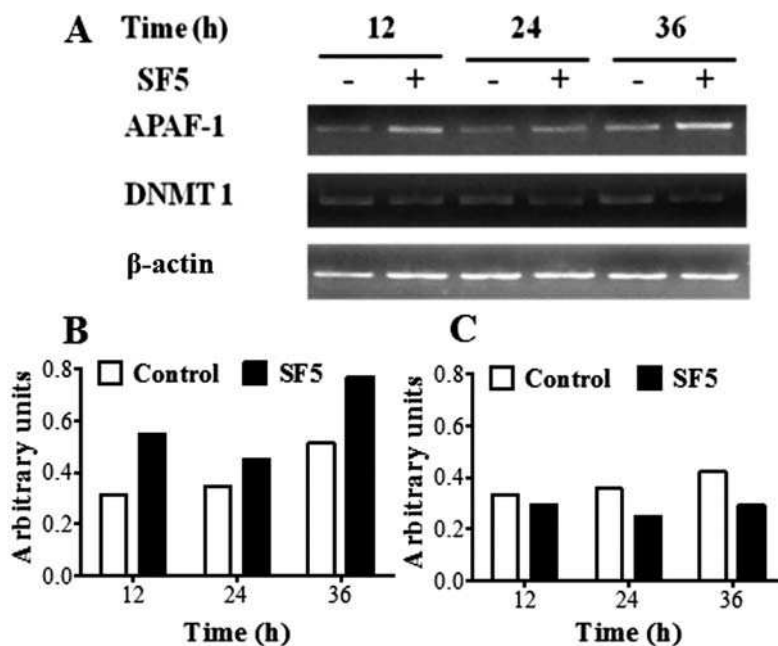 A Time (h) 12 24 36
SF5 - + - + - +
APAF-1
DNMT 1
β-actin
B
0.8
Control SF5
0.6
0.4
0.2
0.0
Arbitrary units
12 24 36
Time (h)
C
0.8
Control SF5
0.6
0.4
0.2
0.0
Arbitrary units
12 24 36
Time (h)